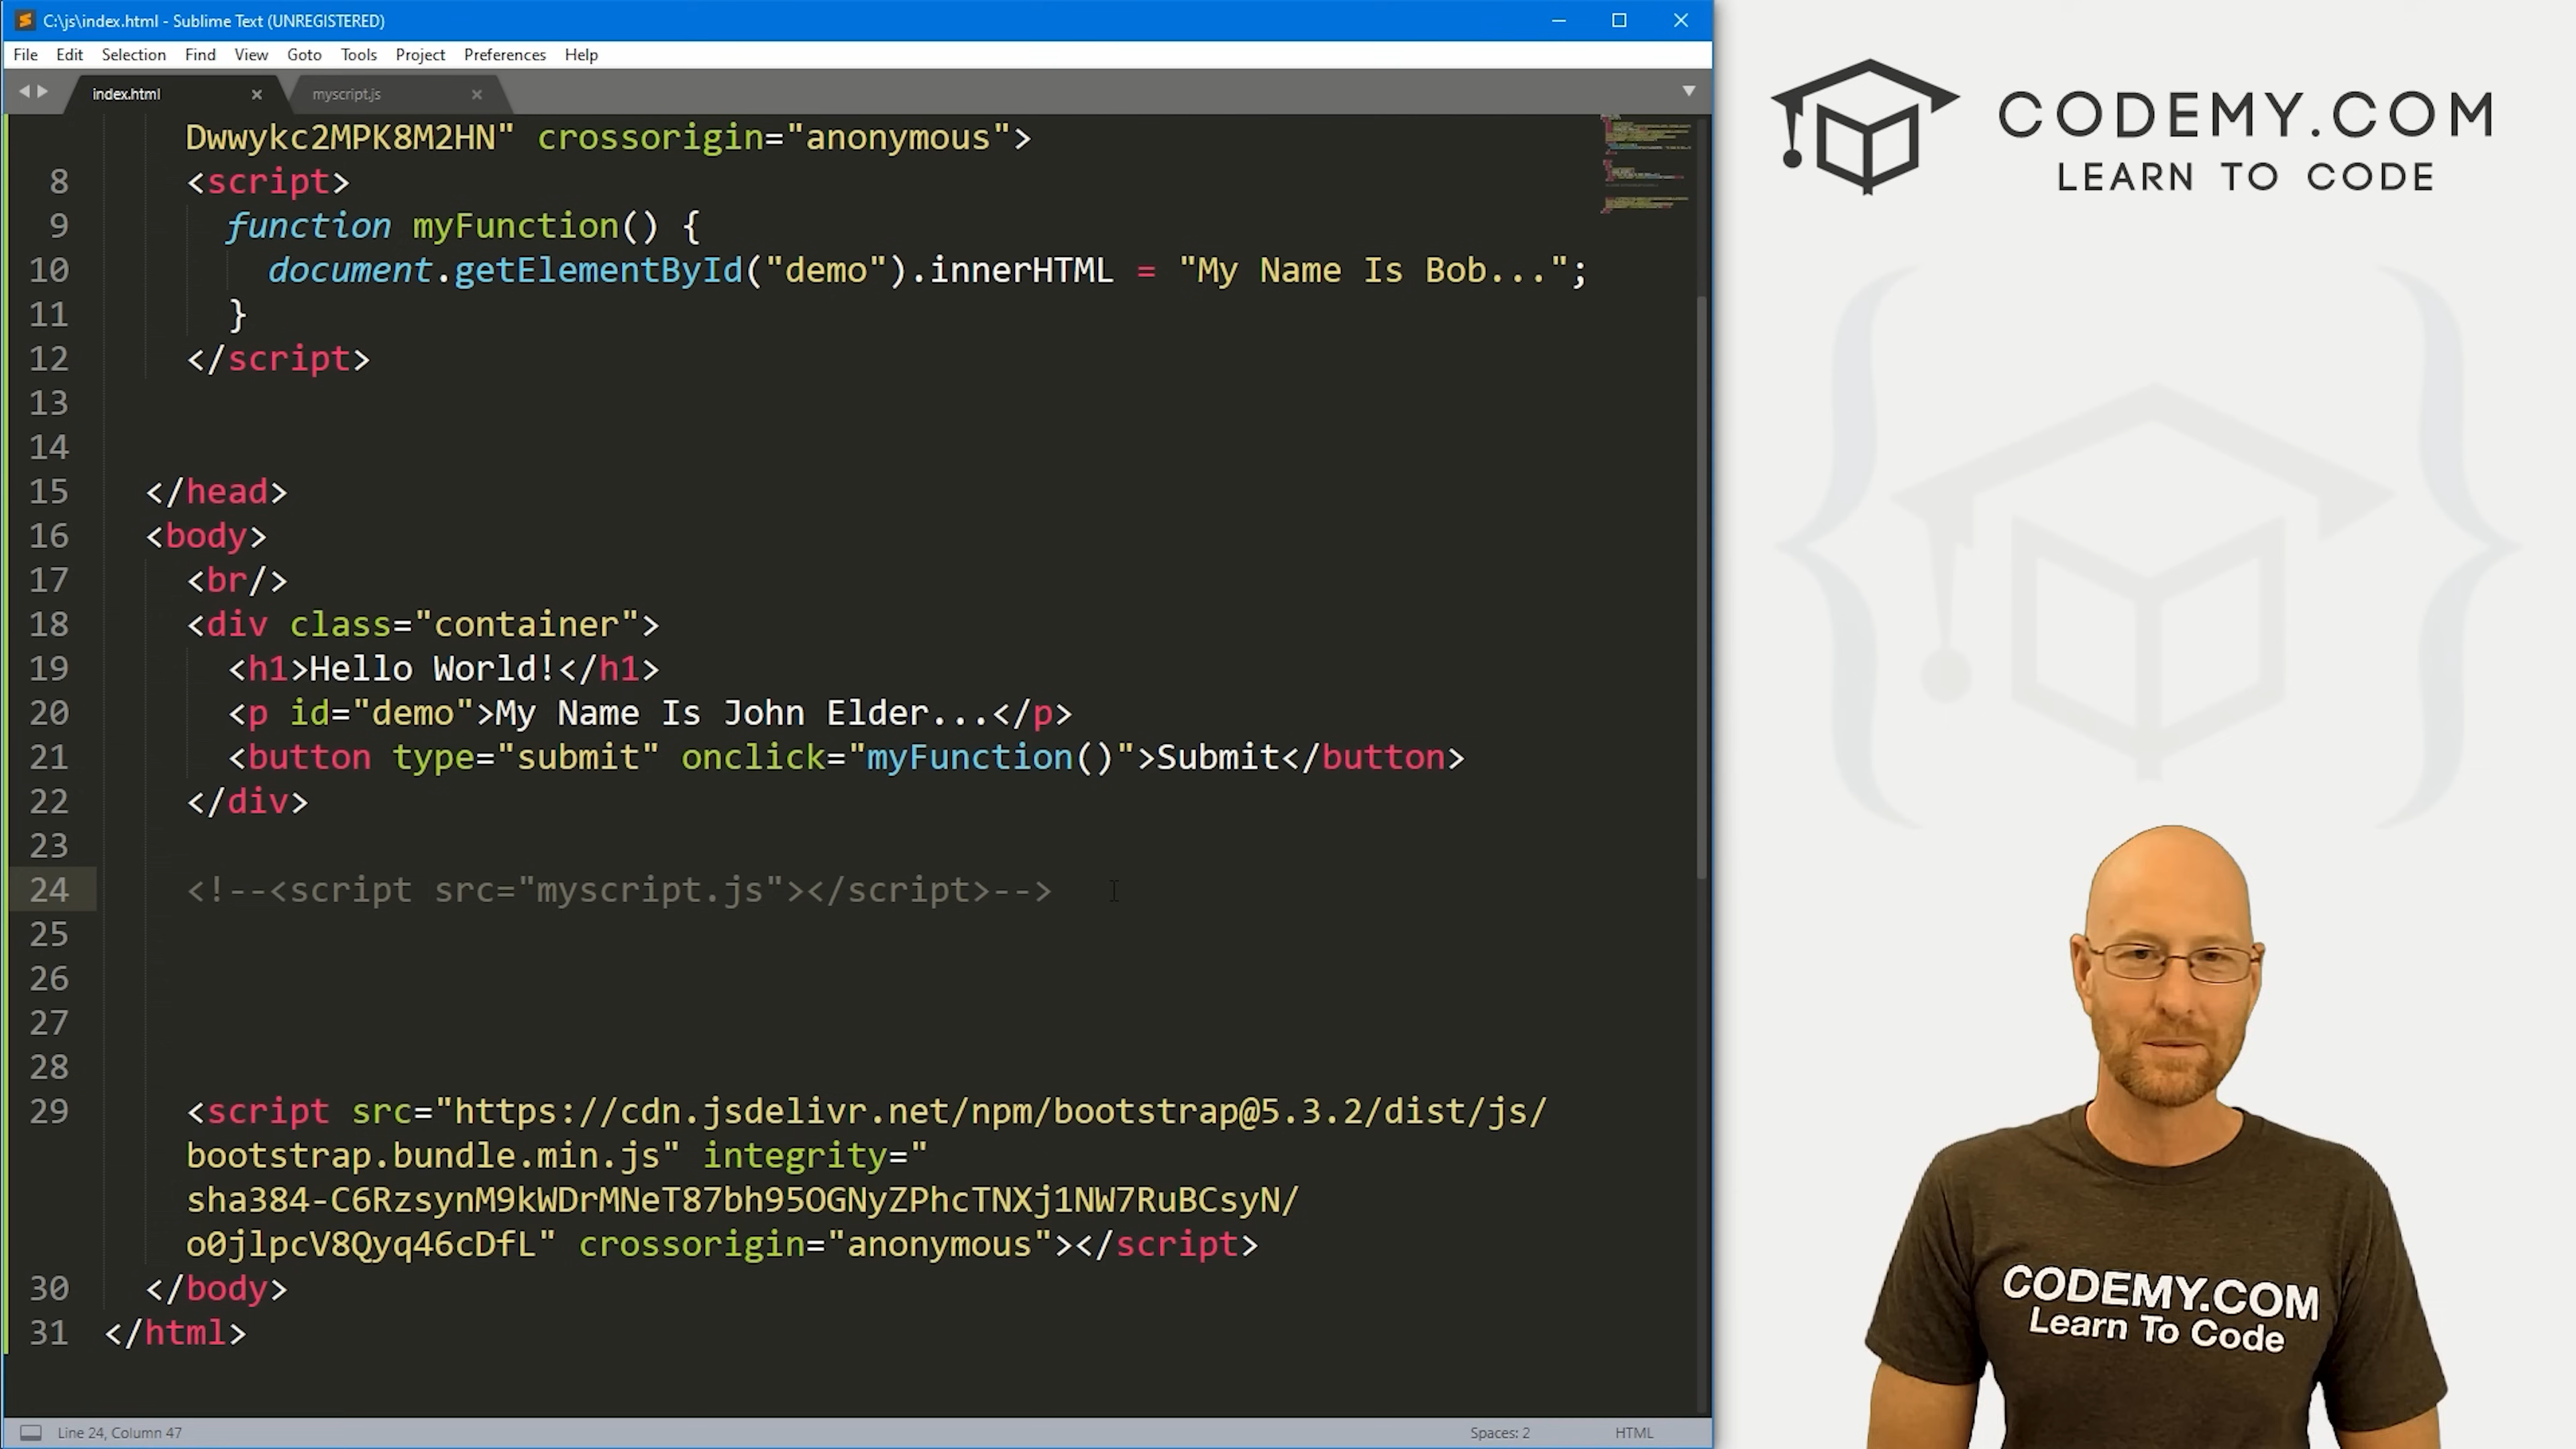 C:\js\index.html - Sublime Text (UNREGISTERED)
File Edit Selection Find View Goto Tools Project Preferences Help
index.html myscript.js
Dwwykc2MPK8M2HN" crossorigin="anonymous">
8 <script>
9 function myFunction() {
10 document.getElementById("demo").innerHTML = "My Name Is Bob...";
11 }
12 </script>
13
14
15 </head>
16 <body>
17 <br/>
18 <div class="container">
19 <h1>Hello World!</h1>
20 <p id="demo">My Name Is John Elder...</p>
21 <button type="submit" onclick="myFunction()">Submit</button>
22 </div>
23
24 <!--<script src="myscript.js"></script>-->
25
26
27
28
29 <script src="https://cdn.jsdelivr.net/npm/bootstrap@5.3.2/dist/js/
bootstrap.bundle.min.js" integrity="
sha384-C6RzsynM9kWDrMNeT87bh95OGNyZPhcTNXj1NW7RuBCsyN/
o0jlpcV8Qyq46cDfL" crossorigin="anonymous"></script>
30 </body>
31 </html>
Line 24, Column 47 Spaces: 2 HTML
CODEMY.COM
LEARN TO CODE
CODEMY.COM
Learn To Code